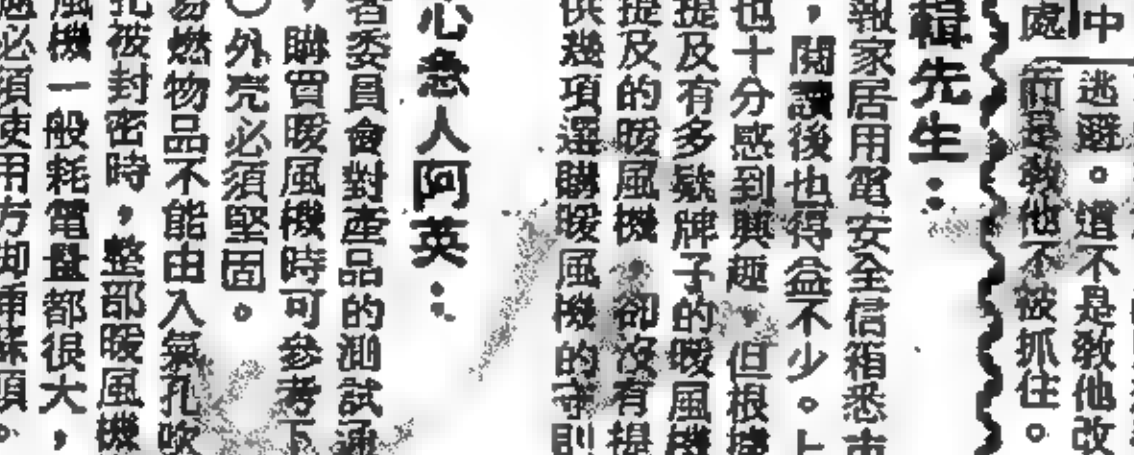 中
逃避。這不是教他改
處
而是教他不被抓住。
輯先生：
報家居用電安全信箱悉市
，閱讀後也得益不少。上
也十分感到興趣，但根據
提及有多款牌子的暖風機
提及的暖風機 卻沒有提
供幾項選購暖風機的守則
心急人阿英：
者委員會對產品的測試通
，購買暖風機時可參考下
外壳必須堅固。
易燃物品不能由入氣孔吹
孔被封密時，整部暖風機
風機一般耗電量都很大，
處必須使用方